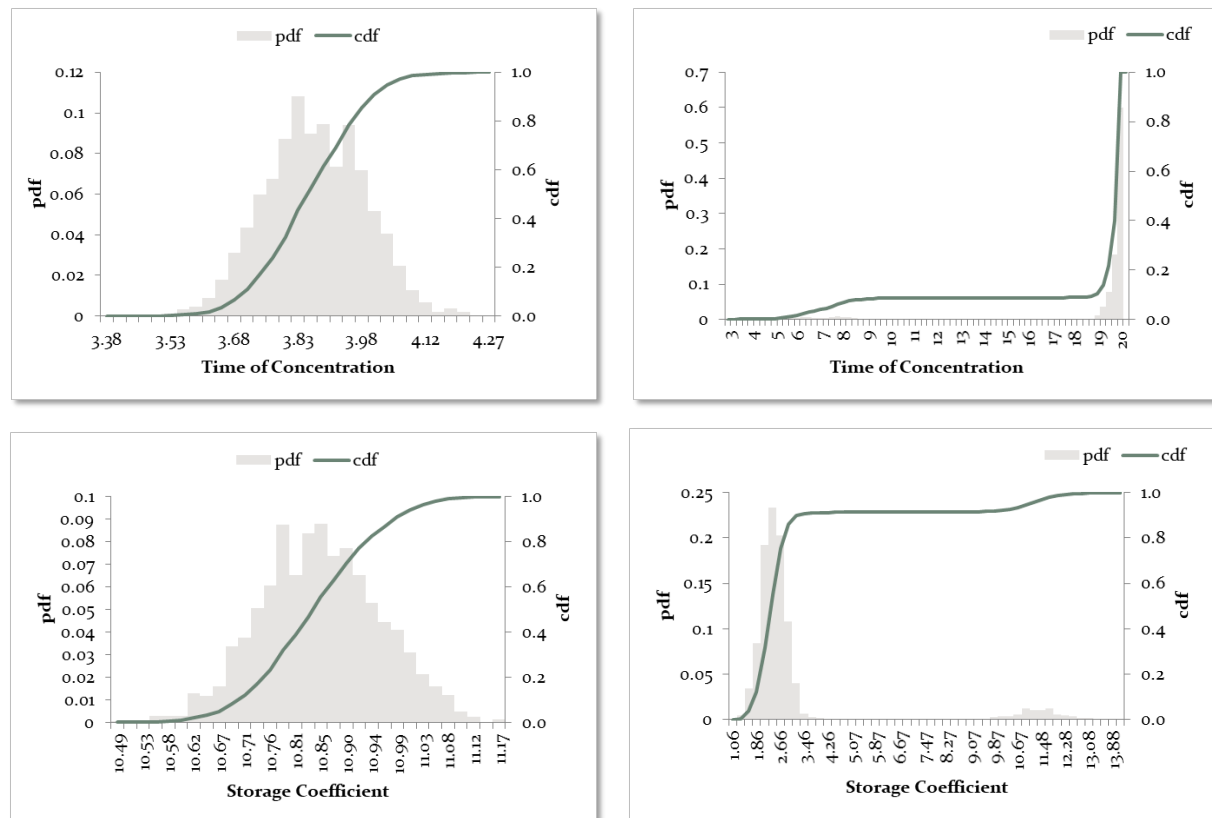 pdf cdf
0.12 0.1 0.08 0.06 0.04 0.02 0
pdf
1.0 0.8 0.6 0.4 0.2 0.0
cdf
3.38 3.53 3.68 3.83 3.98 4.12 4.27
Time of Concentration
pdf cdf
0.7 0.6 0.5 0.4 0.3 0.2 0.1 0
pdf
1.0 0.8 0.6 0.4 0.2 0.0
cdf
3 4 5 6 7 8 9 10 11 12 13 14 15 16 17 18 19 20
Time of Concentration
pdf cdf
0.1 0.09 0.08 0.07 0.06 0.05 0.04 0.03 0.02 0.01 0
pdf
1.0 0.8 0.6 0.4 0.2 0.0
cdf
10.49 10.53 10.58 10.62 10.67 10.71 10.76 10.81 10.85 10.90 10.94 10.99 11.03 11.08 11.12 11.17
Storage Coefficient
pdf cdf
0.25 0.2 0.15 0.1 0.05 0
pdf
1.0 0.8 0.6 0.4 0.2 0.0
cdf
1.06 1.86 2.66 3.46 4.26 5.07 5.87 6.67 7.47 8.27 9.07 9.87 10.67 11.48 12.28 13.08 13.88
Storage Coefficient